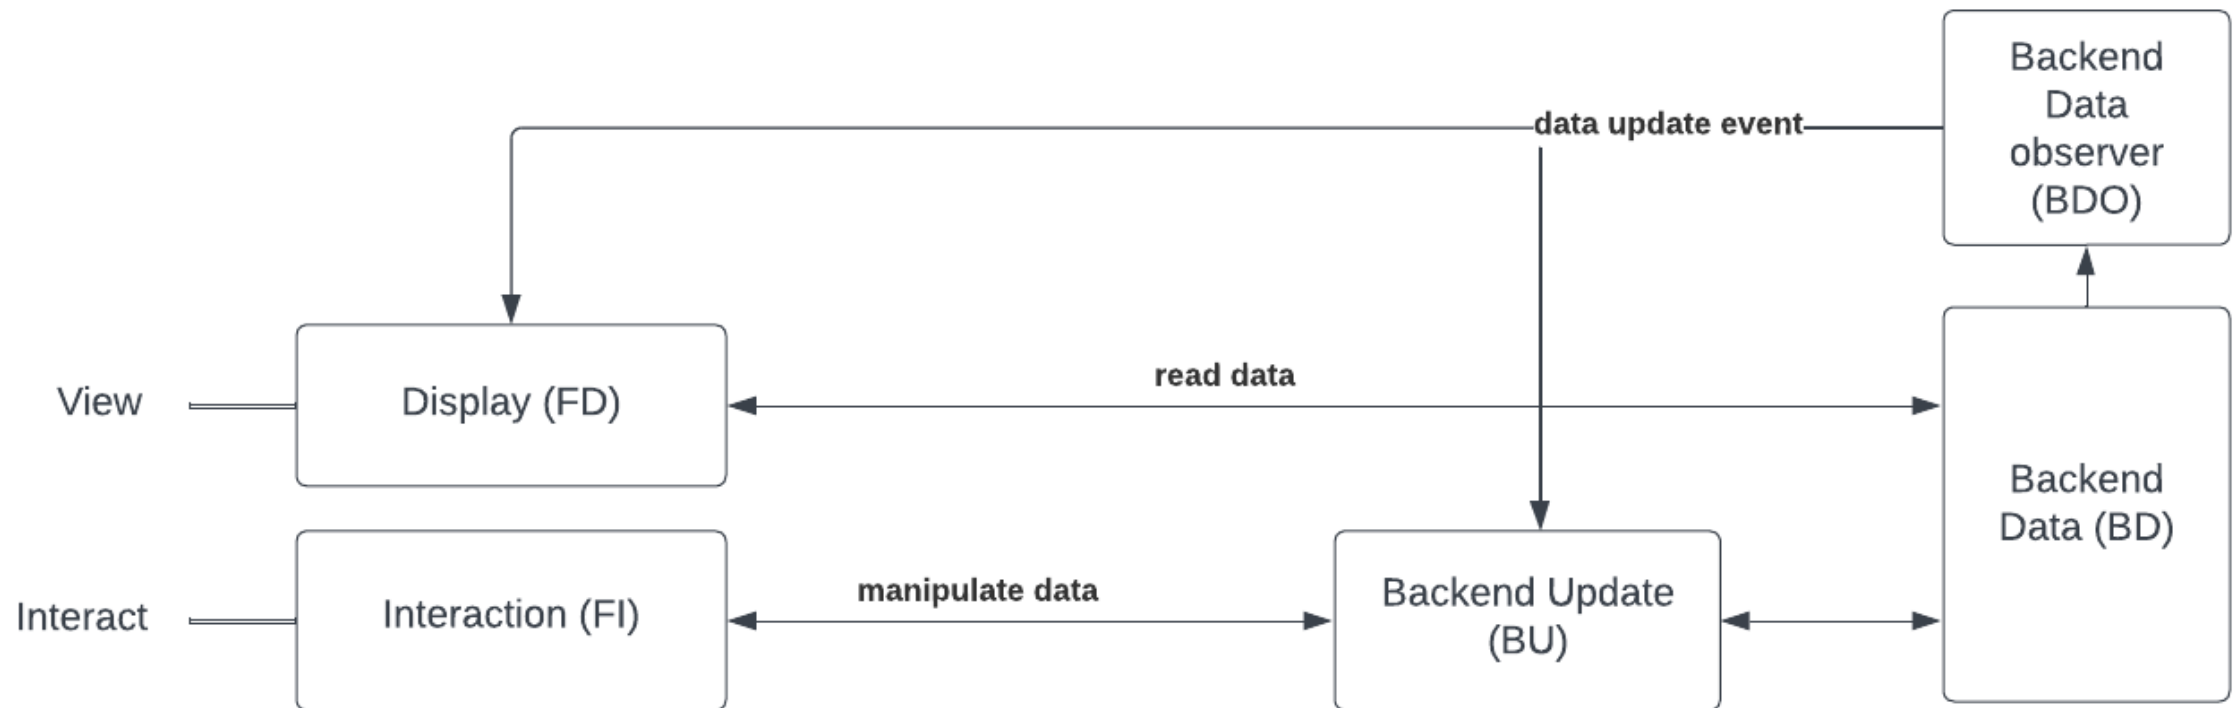 Backend
Data
observer
(BDO)
data update event
View
Display (FD)
read data
Backend
Data (BD)
Interact
Interaction (FI)
manipulate data
Backend Update
(BU)